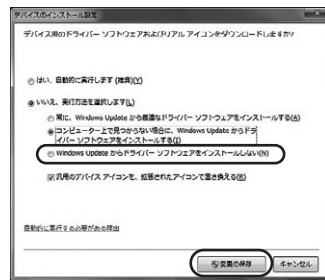 デバイスのインストール設定
デバイス用のドライバー ソフトウェアおよびリアル アイコンをダウンロードしますか?
はい、自動的に実行します (推奨)(Y)
いいえ、実行方法を選択します(L)
常に、Windows Update から最適なドライバー ソフトウェアをインストールする(A)
コンピューター上で見つからない場合に、Windows Update からドラ
イバー ソフトウェアをインストールする(I)
Windows Update からドライバー ソフトウェアをインストールしない(N)
汎用のデバイス アイコンを、拡張されたアイコンで置き換える(R)
自動的に実行する必要がある理由
変更の保存
キャンセル